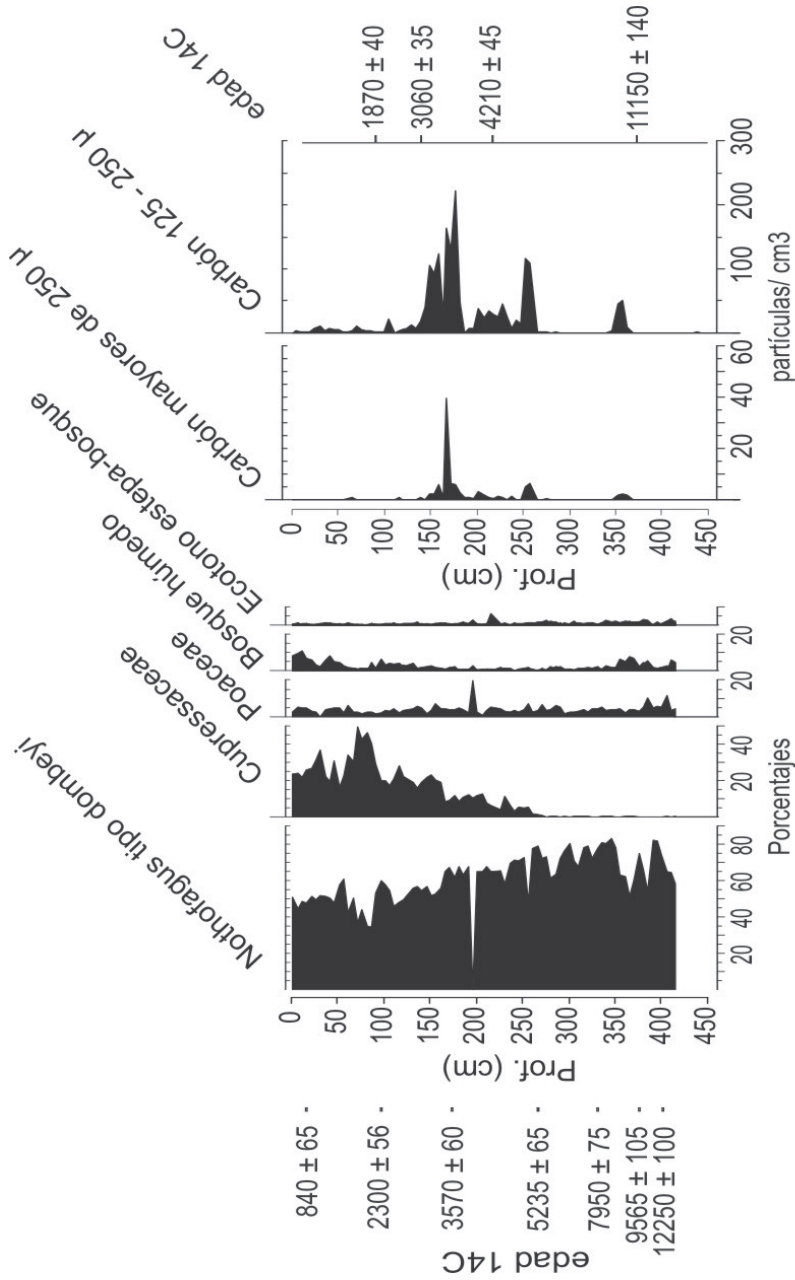 edad 14C
840 ± 65 -
2300 ± 56 -
3570 ± 60 -
5235 ± 65 -
7950 ± 75 -
9565 ± 105 -
12250 ± 100 -
Prof. (cm)
0
50
100
150
200
250
300
350
400
450
Nothofagus tipo dombeyi
20
40
60
80
Cupressaceae
20
40
Poaceae
20
Bosque húmedo
20
Ecotono estepa-bosque
Porcentajes
Prof. (cm)
0
50
100
150
200
250
300
350
400
450
Carbón mayores de 250 µ
20
40
60
Carbón 125 - 250 µ
100
200
300
partículas/ cm3
edad 14C
1870 ± 40
3060 ± 35
4210 ± 45
11150 ± 140